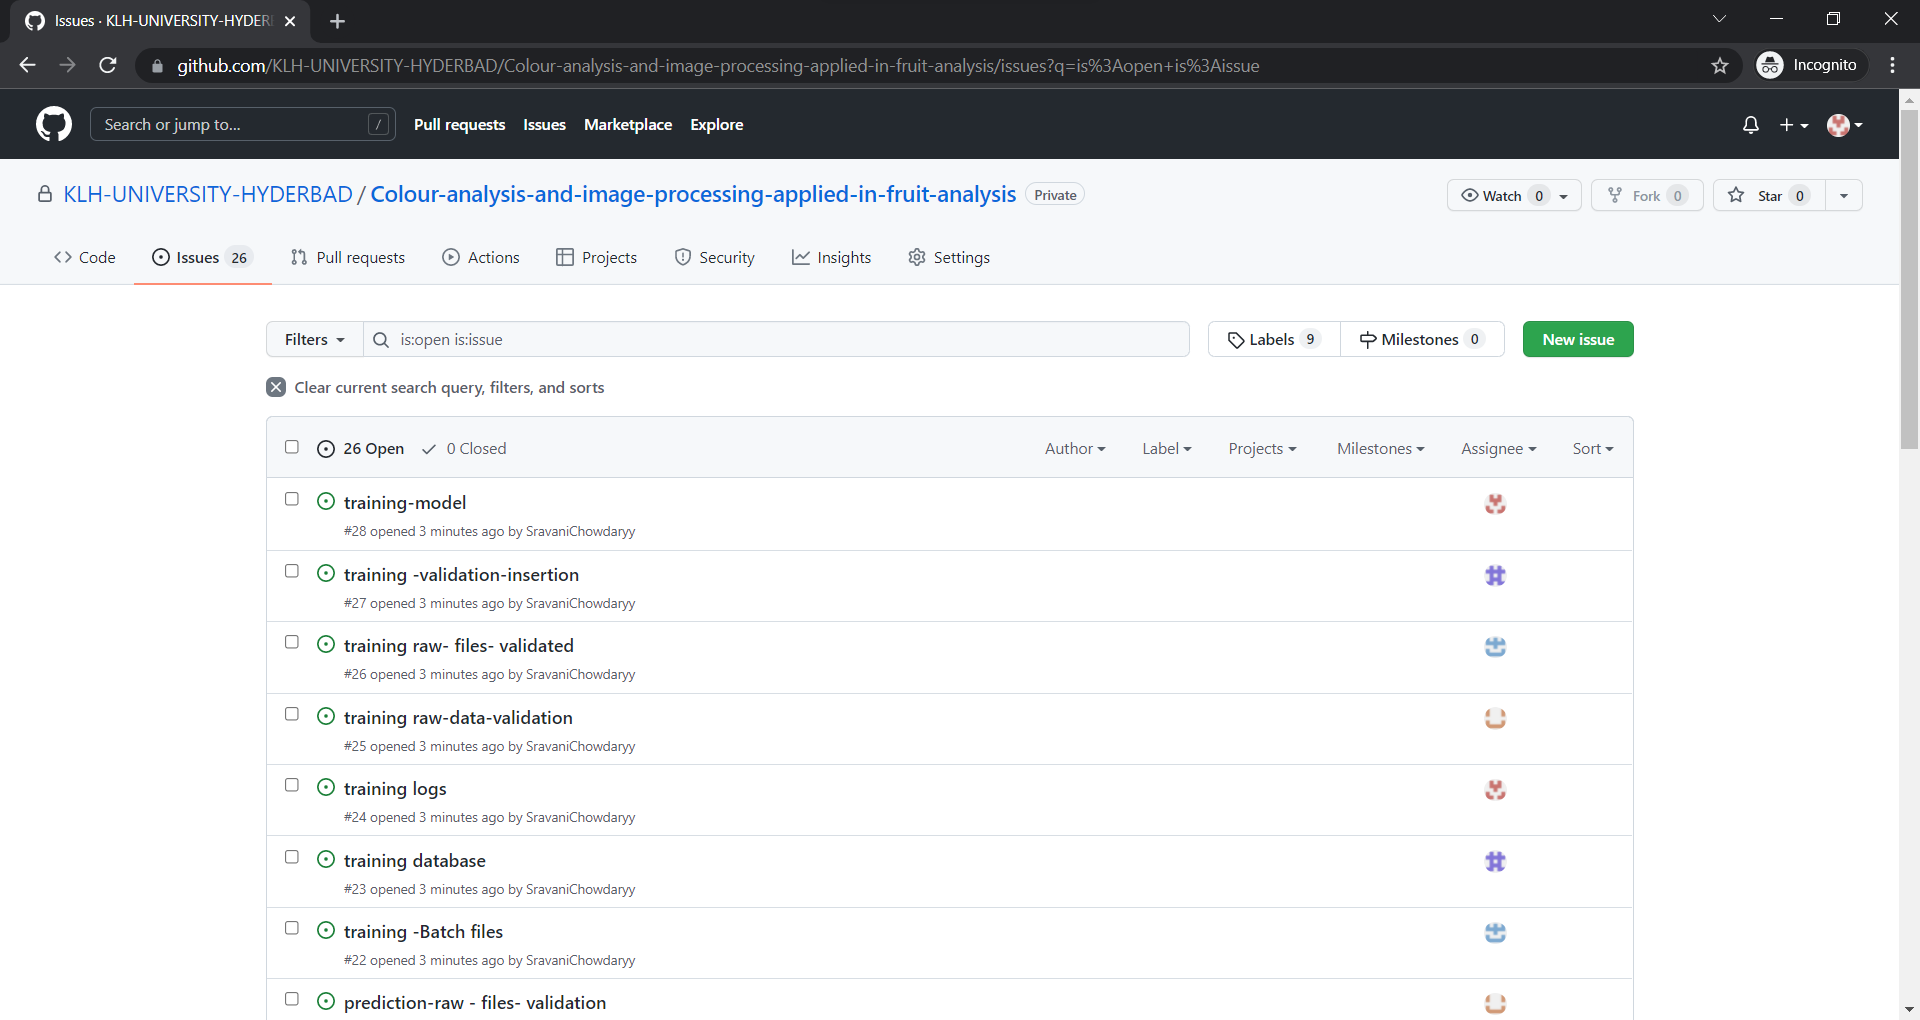 Issues · KLH-UNIVERSITY-HYDER
github.com/KLH-UNIVERSITY-HYDERBAD/Colour-analysis-and-image-processing-applied-in-fruit-analysis/issues?q=is%3Aopen+is%3Aissue
Incognito
Search or jump to... /
Pull requests Issues Marketplace Explore
KLH-UNIVERSITY-HYDERBAD / Colour-analysis-and-image-processing-applied-in-fruit-analysis Private
Watch 0 Fork 0 Star 0
Code Issues 26 Pull requests Actions Projects Security Insights Settings
Filters is:open is:issue Labels 9 Milestones 0 New issue
Clear current search query, filters, and sorts
26 Open 0 Closed Author Label Projects Milestones Assignee Sort
training-model
#28 opened 3 minutes ago by SravaniChowdaryy
training -validation-insertion
#27 opened 3 minutes ago by SravaniChowdaryy
training raw- files- validated
#26 opened 3 minutes ago by SravaniChowdaryy
training raw-data-validation
#25 opened 3 minutes ago by SravaniChowdaryy
training logs
#24 opened 3 minutes ago by SravaniChowdaryy
training database
#23 opened 3 minutes ago by SravaniChowdaryy
training -Batch files
#22 opened 3 minutes ago by SravaniChowdaryy
prediction-raw - files- validation